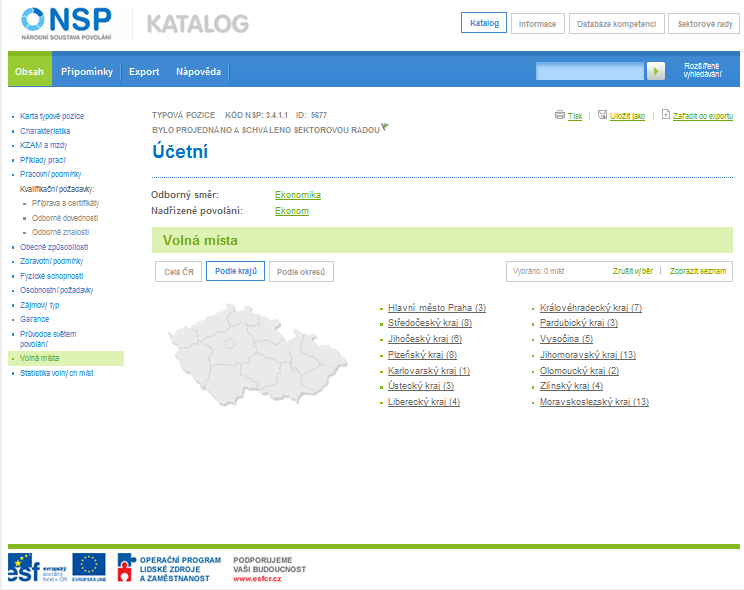 NSP
NÁRODNÍ SOUSTAVA POVOLÁNÍ
KATALOG
Katalog
Informace
Databáze kompetencí
Sektorové rady
Obsah
Připomínky
Export
Nápověda
Rozšířené
vyhledávání
Karta typové pozice
Charakteristika
KZAM a mzdy
Příklady prací
Pracovní podmínky
Kvalifikační požadavky:
Příprava a certifikáty
Odborné dovednosti
Odborné znalosti
Obecné způsobilosti
Zdravotní podmínky
Fyzické schopnosti
Osobnostní požadavky
Zájmový typ
Garance
Průvodce světem
povolání
Volná místa
Statistika volných míst
TYPOVÁ POZICE KÓD NSP: 3.4.1.1 ID: 5677
BYLO PROJEDNÁNO A SCHVÁLENO SEKTOROVOU RADOU
Tisk
Uložit jako
Zařadit do exportu
Účetní
Odborný směr: Ekonomika
Nadřízené povolání: Ekonom
Volná místa
Celá ČR
Podle krajů
Podle okresů
Vybráno: 0 míst
Zrušit výběr
Zobrazit seznam
Hlavní město Praha (3)
Středočeský kraj (8)
Jihočeský kraj (6)
Plzeňský kraj (8)
Karlovarský kraj (1)
Ústecký kraj (3)
Liberecký kraj (4)
Královéhradecký kraj (7)
Pardubický kraj (3)
Vysočina (5)
Jihomoravský kraj (13)
Olomoucký kraj (2)
Zlínský kraj (4)
Moravskoslezský kraj (13)
esf
evropský
sociální
fond v ČR
EVROPSKÁ UNIE
OPERAČNÍ PROGRAM
LIDSKÉ ZDROJE
A ZAMĚSTNANOST
PODPORUJEME
VAŠI BUDOUCNOST
www.esfcr.cz